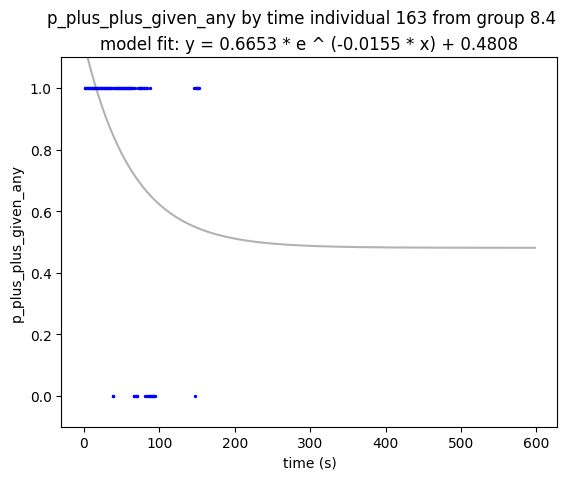 p_plus_plus_given_any by time individual 163 from group 8.4
model fit: y = 0.6653 * e ^ (-0.0155 * x) + 0.4808
p_plus_plus_given_any
1.0
0.8
0.6
0.4
0.2
0.0
0 100 200 300 400 500 600
time (s)